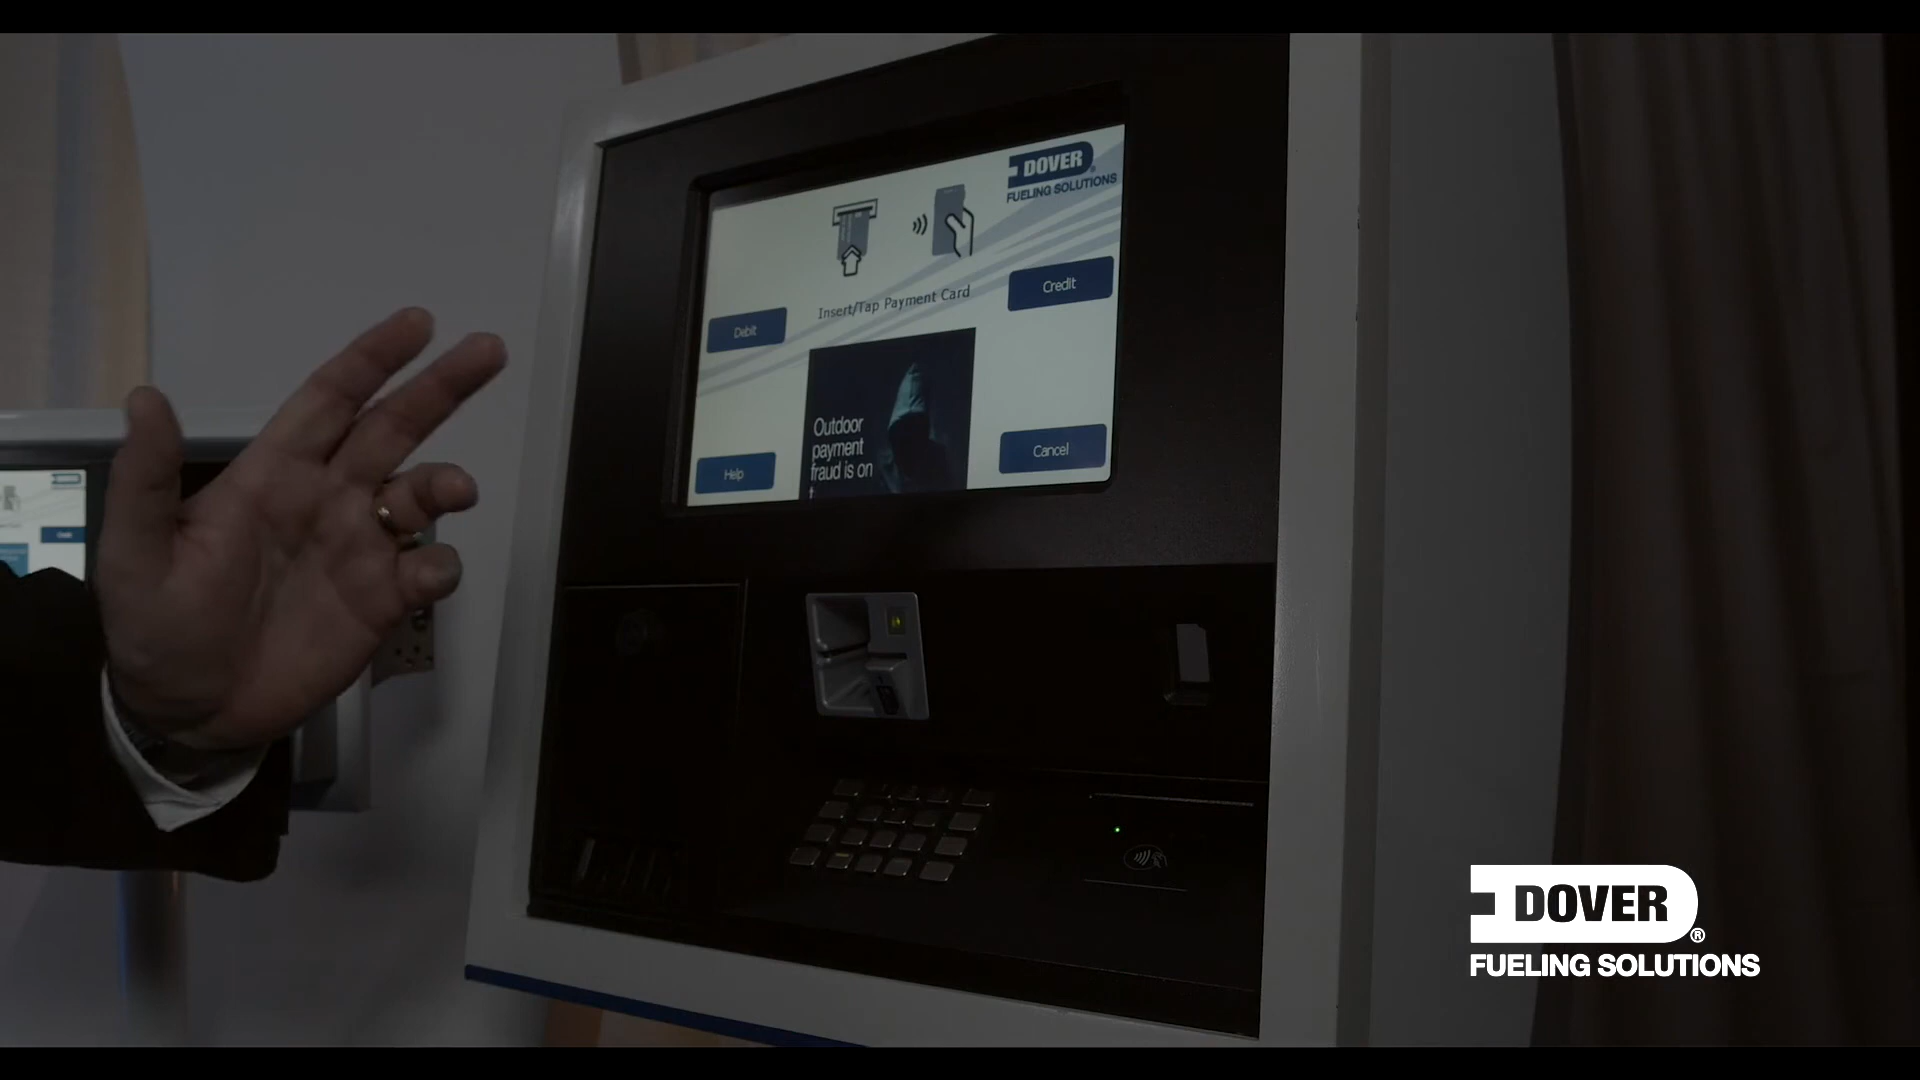 DOVER
FUELING SOLUTIONS
Insert/Tap Payment Card
Credit
Debit
Outdoor
payment
fraud is on
Cancel
Help
DOVER®
FUELING SOLUTIONS